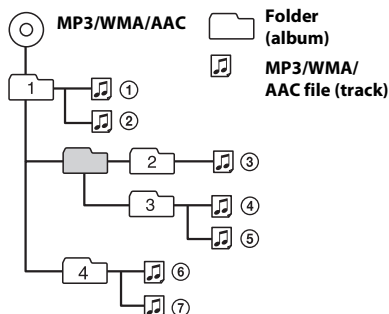 MP3/WMA/AAC
Folder
(album)
MP3/WMA/
AAC file (track)
1
①
②
2
③
3
④
⑤
4
⑥
⑦